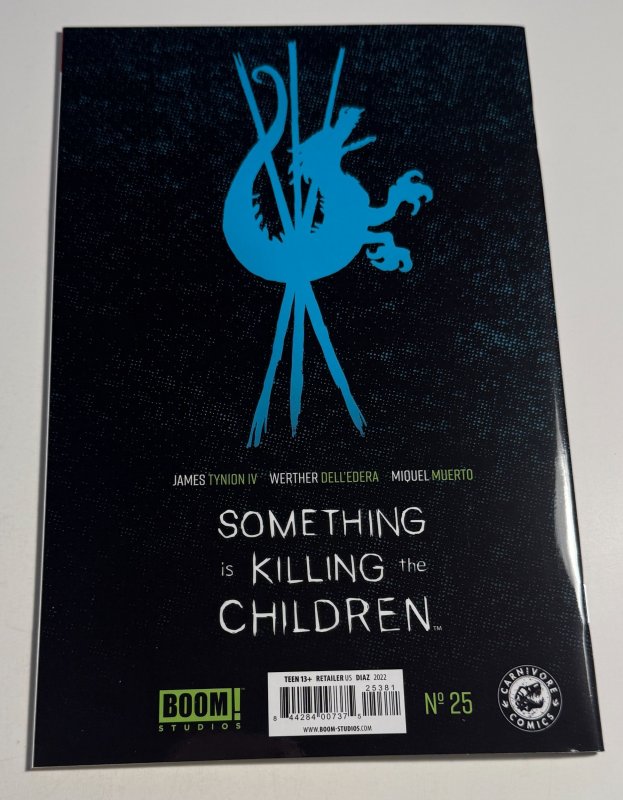 JAMES TYNION IV WERTHER DELL'EDERA MIQUEL MUERTO
SOMETHING
is KILLING the
CHILDREN™
BOOM!
STUDIOS
TEEN 13+ RETAILER US DIAZ 2022
25381
8 44284 00737 5
WWW.BOOM-STUDIOS.COM
Nº 25
CARNIVORE
COMICS